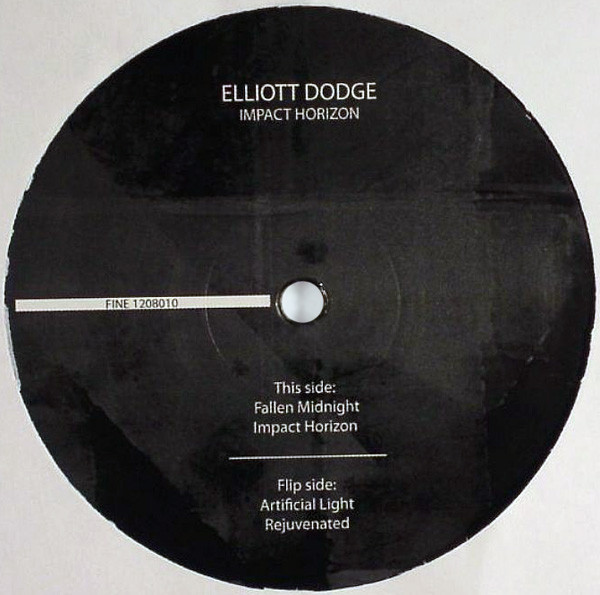 ELLIOTT DODGE
IMPACT HORIZON
FINE 1208010
This side:
Fallen Midnight
Impact Horizon
Flip side:
Artificial Light
Rejuvenated